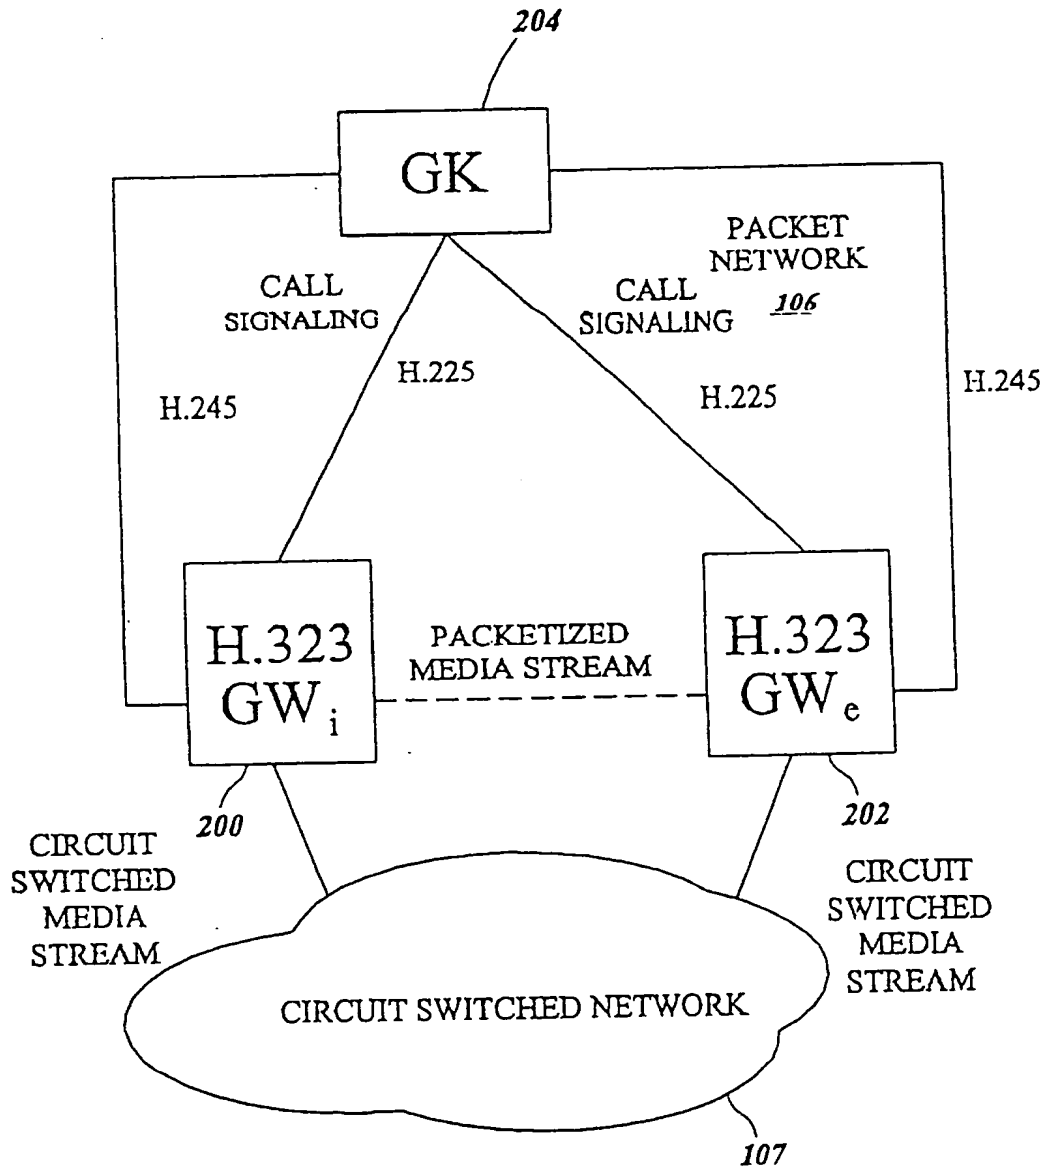 204
GK
PACKET
NETWORK
106
CALL
SIGNALING
CALL
SIGNALING
H.225
H.225
H.245
H.245
H.323
GWi
PACKETIZED
MEDIA STREAM
H.323
GWe
200
202
CIRCUIT
SWITCHED
MEDIA
STREAM
CIRCUIT
SWITCHED
MEDIA
STREAM
CIRCUIT SWITCHED NETWORK
107